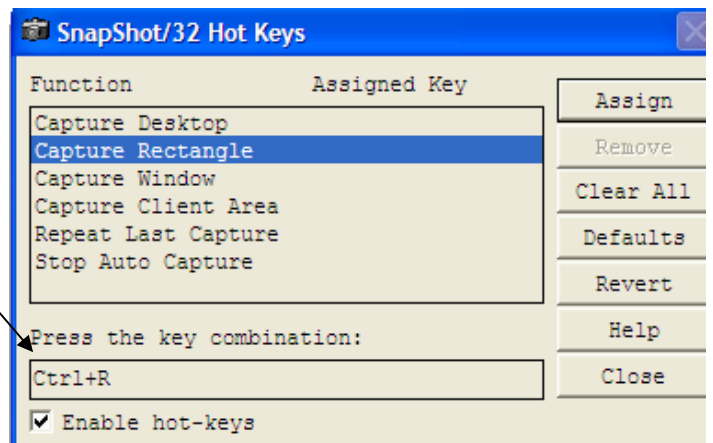 SnapShot/32 Hot Keys
Function Assigned Key
Capture Desktop
Capture Rectangle
Capture Window
Capture Client Area
Repeat Last Capture
Stop Auto Capture
Press the key combination:
Ctrl+R
Enable hot-keys
Assign
Remove
Clear All
Defaults
Revert
Help
Close